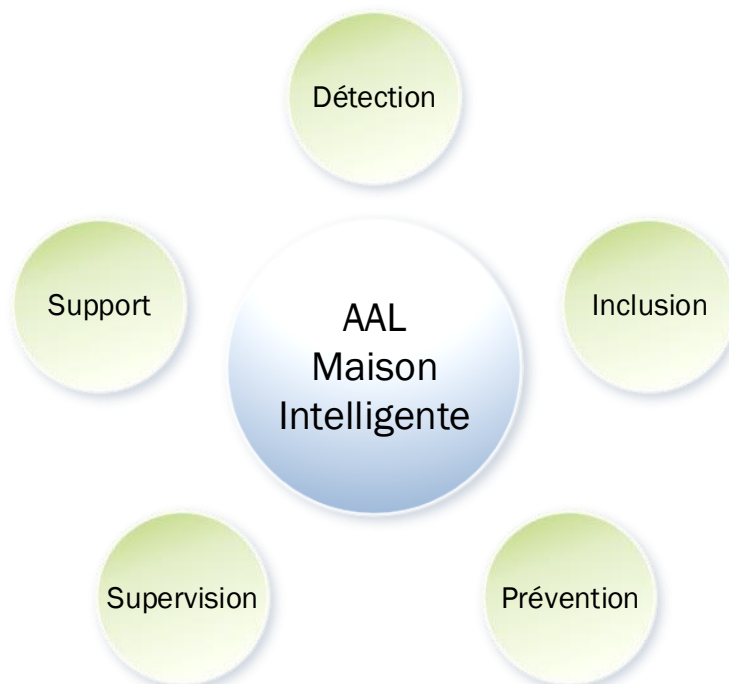 Détection
Support
Inclusion
AAL
Maison
Intelligente
Supervision
Prévention